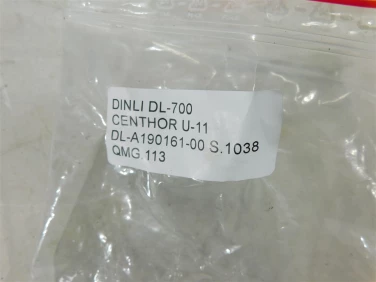 DINLI DL-700
CENTHOR U-11
DL-A190161-00 S.1038
QMG.113